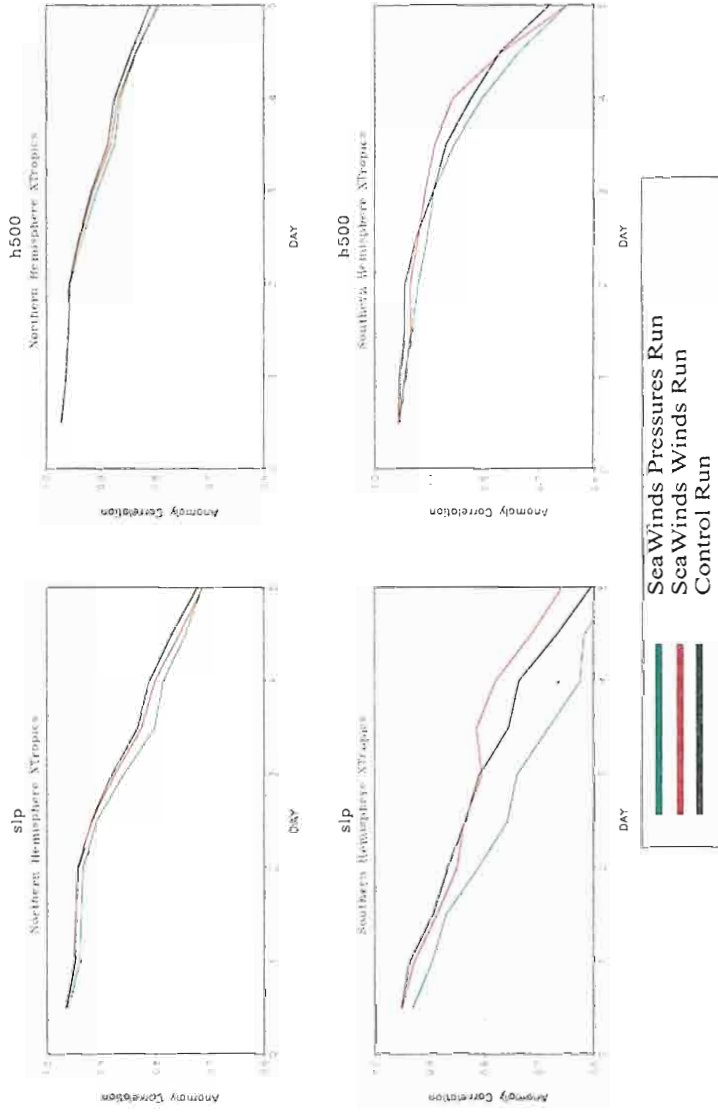 slp
Northern Hemisphere XTropics
Anomaly Correlation
DAY
h500
Northern Hemisphere XTropics
Anomaly Correlation
DAY
slp
Southern Hemisphere XTropics
Anomaly Correlation
DAY
h500
Southern Hemisphere XTropics
Anomaly Correlation
DAY
SeaWinds Pressures Run
SeaWinds Winds Run
Control Run